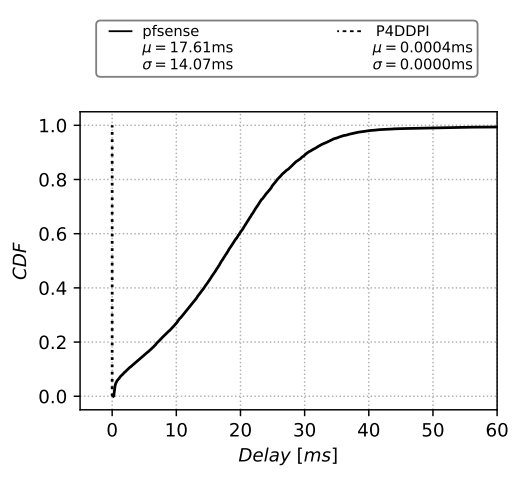 pfsense P4DDPI
μ = 17.61ms μ = 0.0004ms
σ = 14.07ms σ = 0.0000ms
1.0
0.8
0.6
0.4
0.2
0.0
CDF
0 10 20 30 40 50 60
Delay [ms]